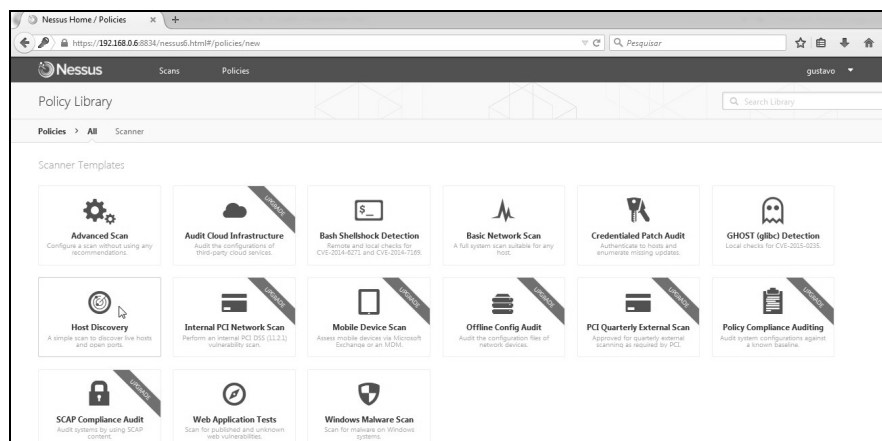 Nessus Home / Policies
https://192.168.0.6:8834/nessus6.html#/policies/new
Pesquisar
Nessus
Scans
Policies
gustavo
Policy Library
Search Library
Policies > All Scanner
Scanner Templates
Advanced Scan
Configure a scan without using any
recommendations.
UPGRADE
Audit Cloud Infrastructure
Audit the configurations of
third-party cloud services.
Bash Shellshock Detection
Remote and local checks for
CVE-2014-6271 and CVE-2014-7169.
Basic Network Scan
A full system scan suitable for any
host.
Credentialed Patch Audit
Authenticate to hosts and
enumerate missing updates.
GHOST (glibc) Detection
Local checks for CVE-2015-0235.
Host Discovery
A simple scan to discover live hosts
and open ports.
UPGRADE
Internal PCI Network Scan
Perform an internal PCI DSS (11.2.1)
vulnerability scan.
UPGRADE
Mobile Device Scan
Assess mobile devices via Microsoft
Exchange or an MDM.
UPGRADE
Offline Config Audit
Audit the configuration files of
network devices.
UPGRADE
PCI Quarterly External Scan
Approved for quarterly external
scanning as required by PCI.
UPGRADE
Policy Compliance Auditing
Audit system configurations against
a known baseline.
UPGRADE
SCAP Compliance Audit
Audit systems by using SCAP
content.
Web Application Tests
Scan for published and unknown
web vulnerabilities.
Windows Malware Scan
Scan for malware on Windows
systems.